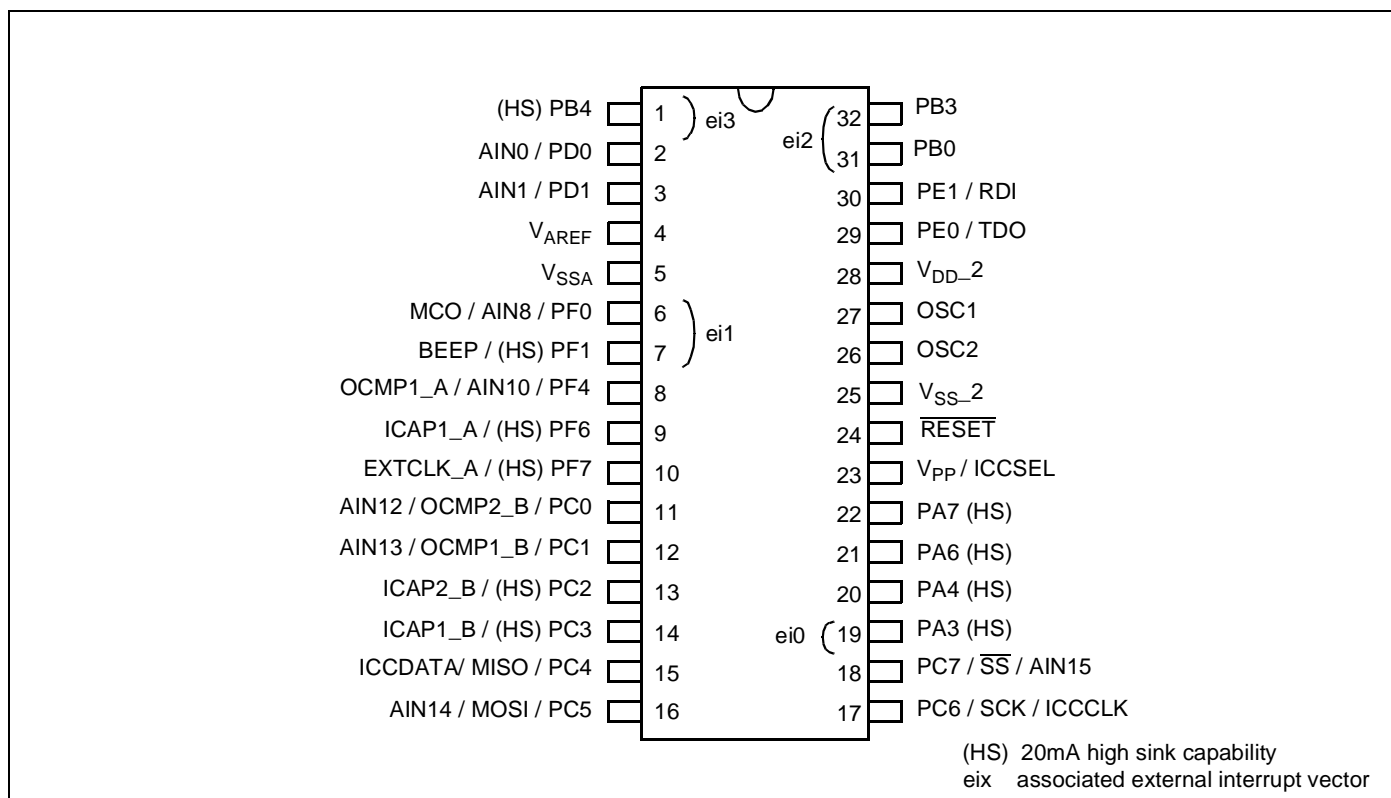 (HS) PB4 1 ei3 ei2 32 PB3
AIN0 / PD0 2 31 PB0
AIN1 / PD1 3 30 PE1 / RDI
VAREF 4 29 PE0 / TDO
VSSA 5 28 VDD_2
MCO / AIN8 / PF0 6 ei1 27 OSC1
BEEP / (HS) PF1 7 26 OSC2
OCMP1_A / AIN10 / PF4 8 25 VSS_2
ICAP1_A / (HS) PF6 9 24 RESET
EXTCLK_A / (HS) PF7 10 23 VPP / ICCSEL
AIN12 / OCMP2_B / PC0 11 22 PA7 (HS)
AIN13 / OCMP1_B / PC1 12 21 PA6 (HS)
ICAP2_B / (HS) PC2 13 20 PA4 (HS)
ICAP1_B / (HS) PC3 14 ei0 19 PA3 (HS)
ICCDATA/ MISO / PC4 15 18 PC7 / SS / AIN15
AIN14 / MOSI / PC5 16 17 PC6 / SCK / ICCCLK
(HS) 20mA high sink capability
eix associated external interrupt vector